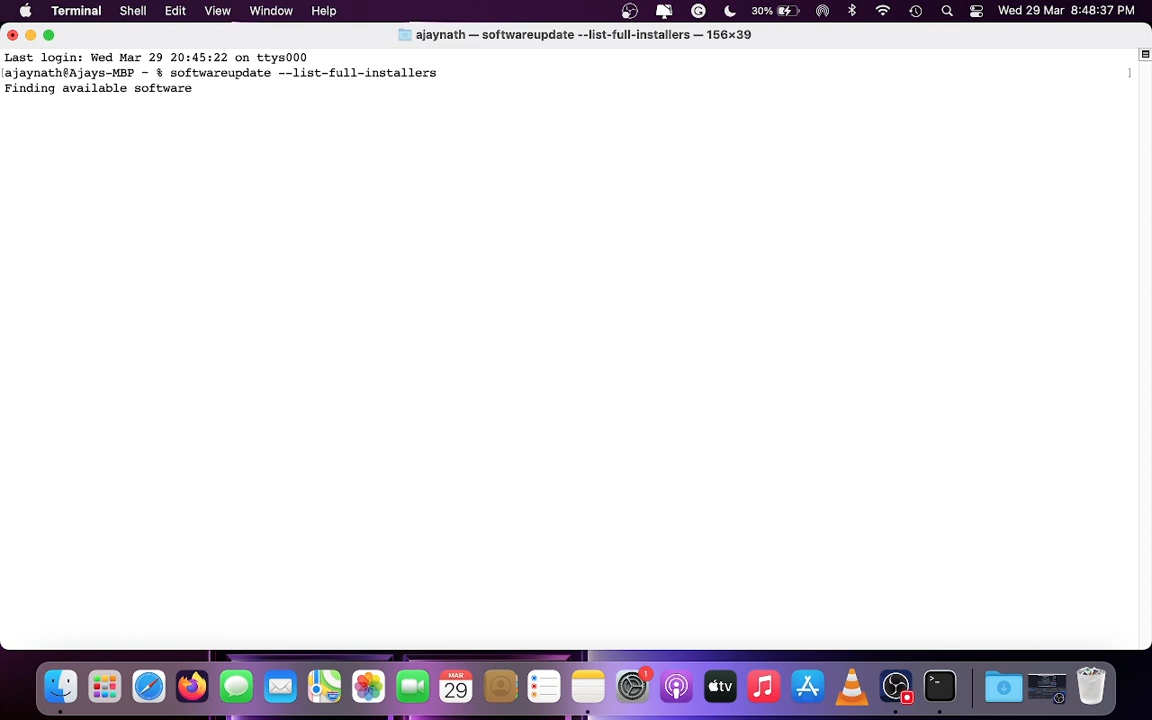 Terminal Shell Edit View Window Help 30% Wed 29 Mar 8:48:37 PM
ajaynath — softwareupdate --list-full-installers — 156×39
Last login: Wed Mar 29 20:45:22 on ttys000
[ajaynath@Ajays-MBP ~ % softwareupdate --list-full-installers ]
Finding available software
MAR
29
1
tv
>_